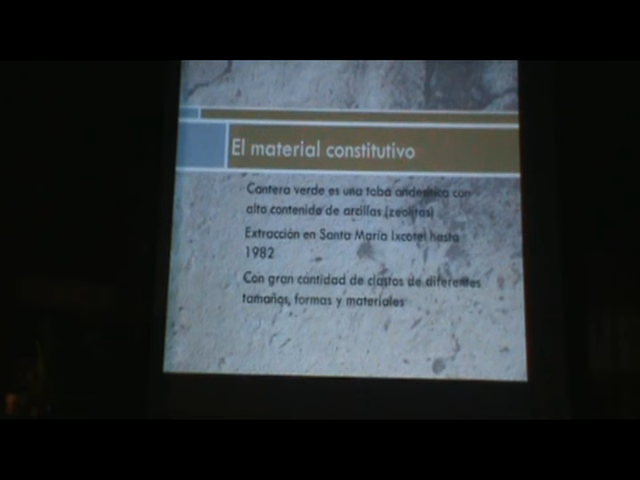 El material constitutivo
Cantera verde es una toba andesítica con
alto contenido de arcillas (zeolitas)
Extracción en Santa María Ixcotel hasta
1982
Con gran cantidad de clastos de diferentes
tamaños, formas y materiales